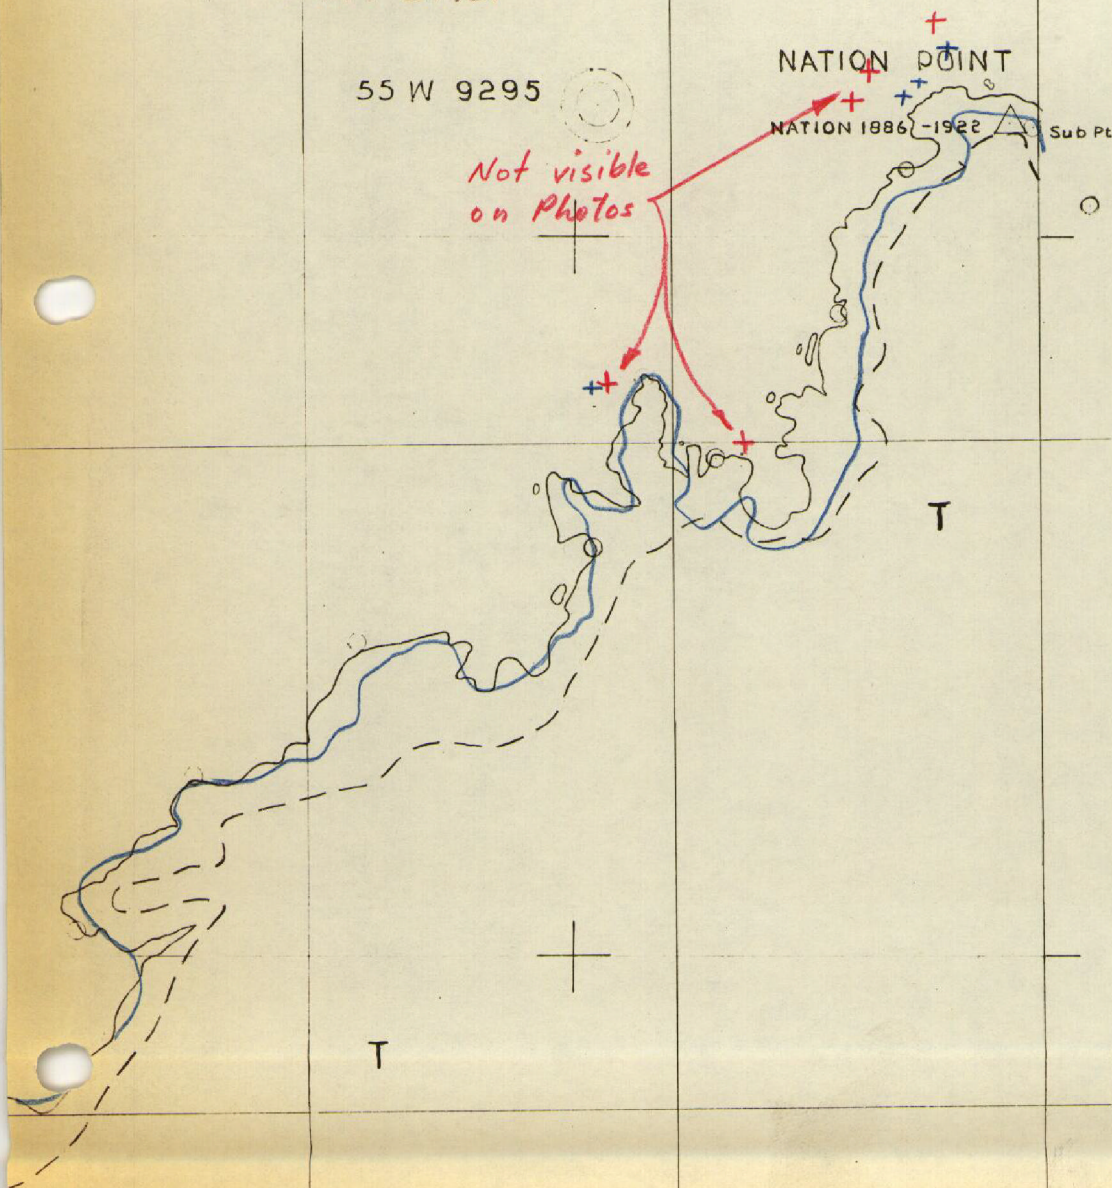 NATION POINT
55 W 9295
NATION 1886 -1922
Sub Pt
Not visible
on Photos
T
T